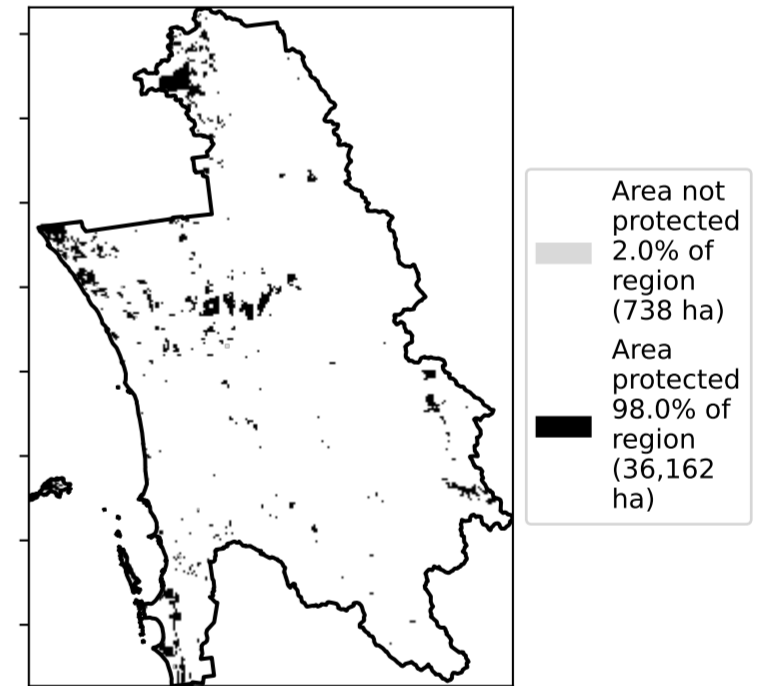 Area not
protected
2.0% of
region
(738 ha)
Area
protected
98.0% of
region
(36,162
ha)